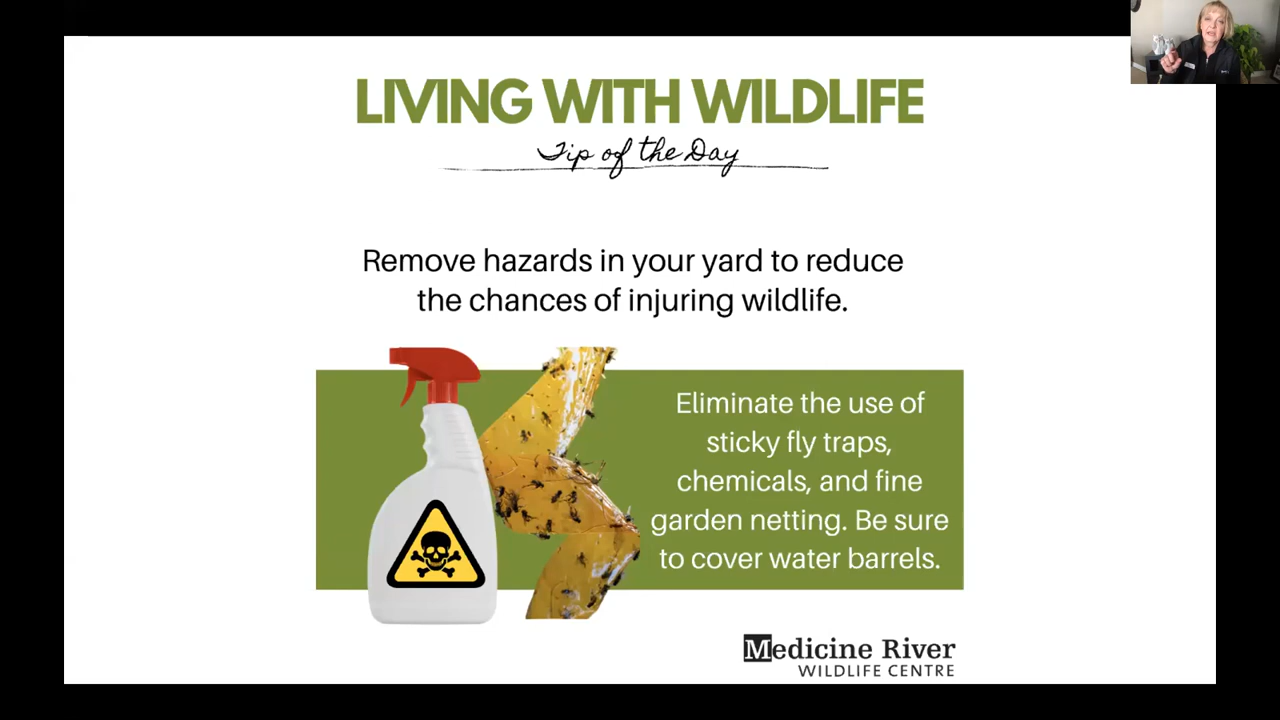 LIVING WITH WILDLIFE
Tip of the Day
Remove hazards in your yard to reduce
the chances of injuring wildlife.
Eliminate the use of
sticky fly traps,
chemicals, and fine
garden netting. Be sure
to cover water barrels.
Medicine River
WILDLIFE CENTRE